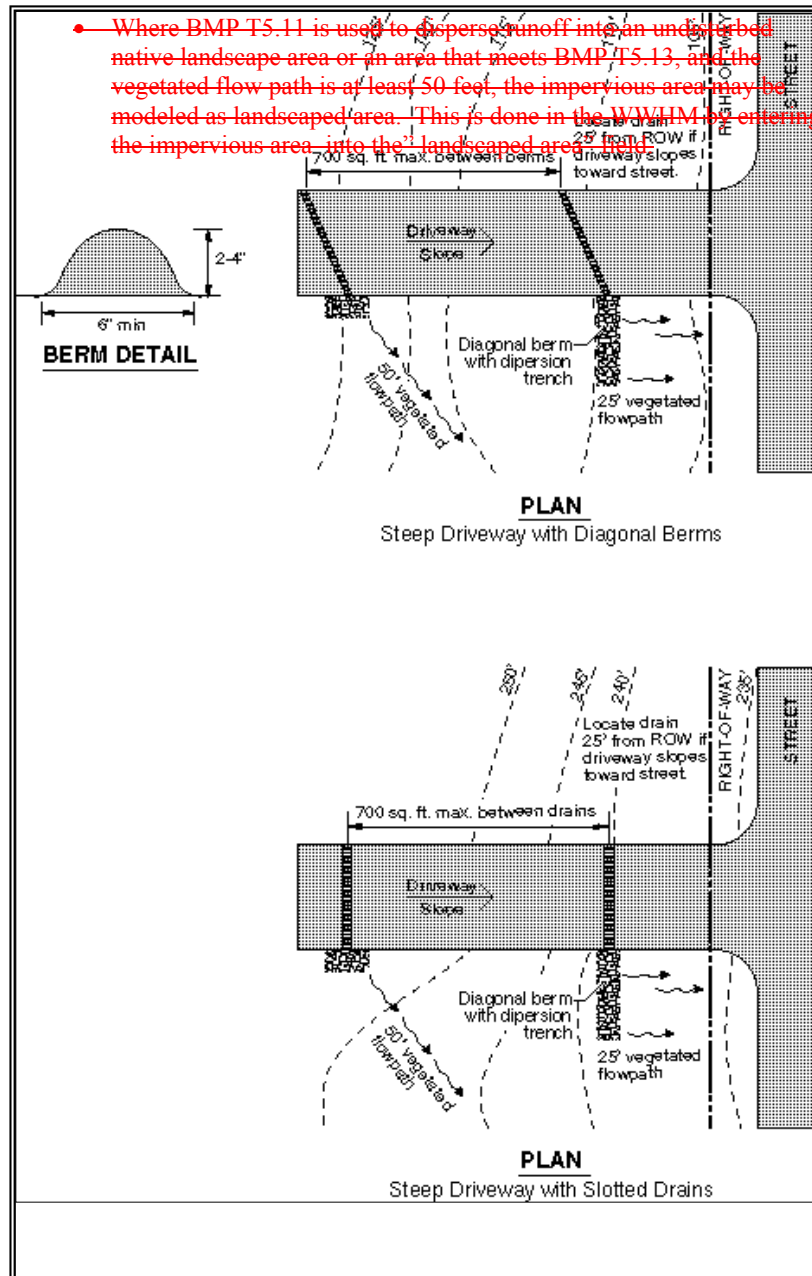 • Where BMP T5.11 is used to disperse runoff into an undisturbed
native landscape area or an area that meets BMP T5.13, and the
vegetated flow path is at least 50 feet, the impervious area may be
modeled as landscaped area. This is done in the WWHM by entering
the impervious area into the” landscaped area” field.
RIGHT-OF-WAY
STREET
Locate drain
25' from ROW if
driveway slopes
toward street.
700 sq. ft. max. between berms
Driveway
Slope
2-4"
6" min
BERM DETAIL
Diagonal berm
with dipersion
trench
50' vegetated
flowpath
25' vegetated
flowpath
PLAN
Steep Driveway with Diagonal Berms
250'
245'
240'
235'
RIGHT-OF-WAY
STREET
Locate drain
25' from ROW if
driveway slopes
toward street.
700 sq. ft. max. between drains
Driveway
Slope
Diagonal berm
with dipersion
trench
50' vegetated
flowpath
25' vegetated
flowpath
PLAN
Steep Driveway with Slotted Drains